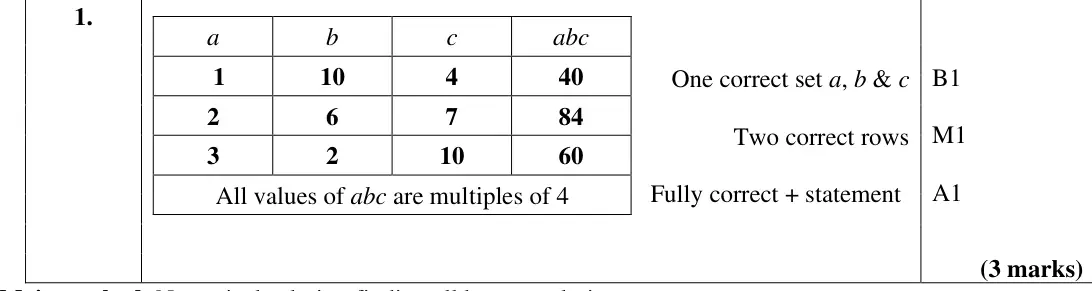 1.
a b c abc
1 10 4 40 One correct set a, b & c B1
2 6 7 84 Two correct rows M1
3 2 10 60
All values of abc are multiples of 4 Fully correct + statement A1
(3 marks)